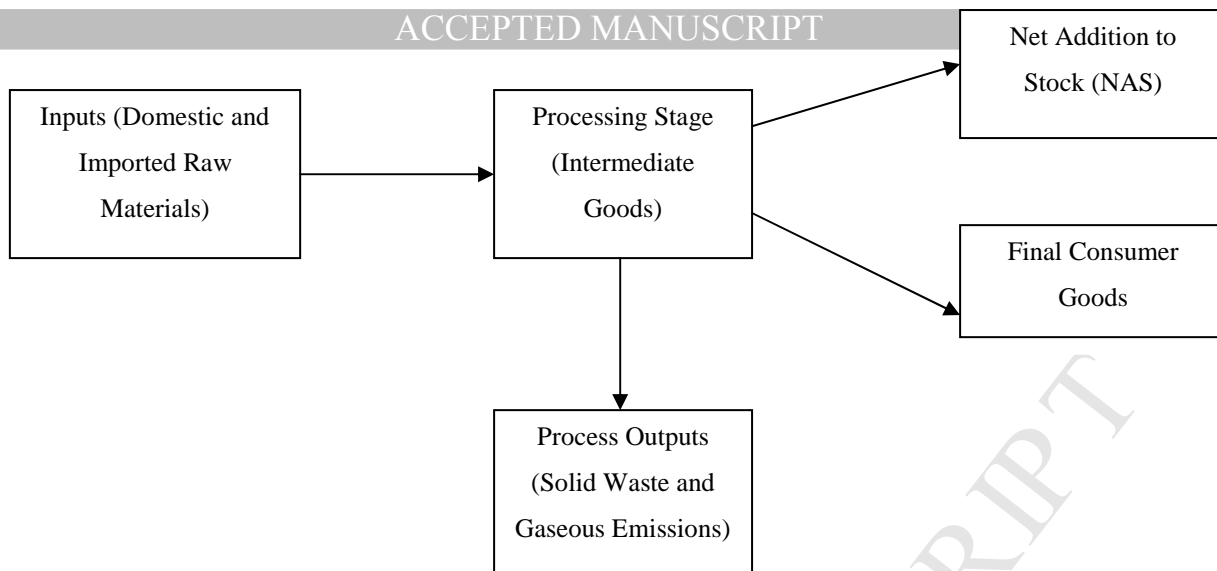 ACCEPTED MANUSCRIPT
Net Addition to
Stock (NAS)
Inputs (Domestic and
Imported Raw
Materials)
Processing Stage
(Intermediate
Goods)
Final Consumer
Goods
Process Outputs
(Solid Waste and
Gaseous Emissions)
RIPT